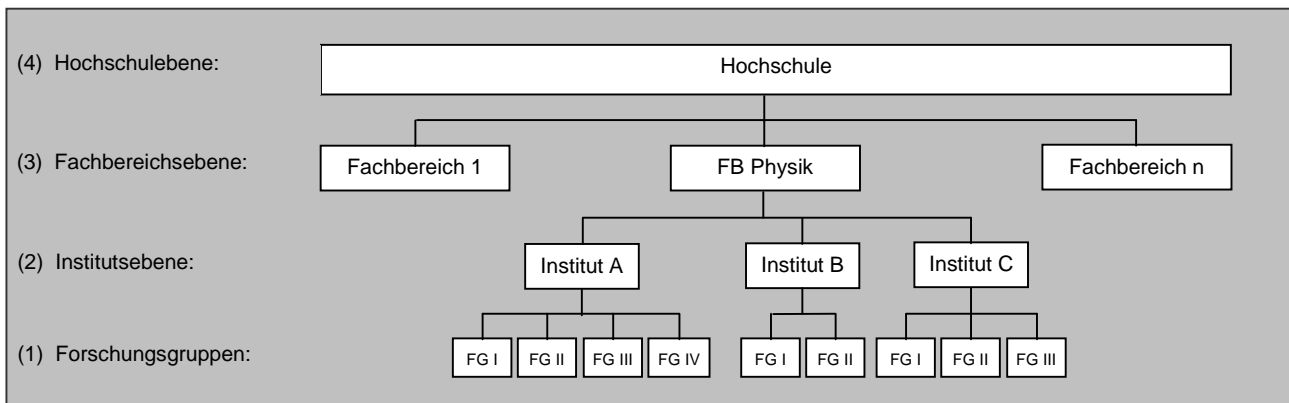 (4) Hochschulebene: Hochschule
(3) Fachbereichsebene: Fachbereich 1 FB Physik Fachbereich n
(2) Institutsebene: Institut A Institut B Institut C
(1) Forschungsgruppen: FG I FG II FG III FG IV FG I FG II FG I FG II FG III